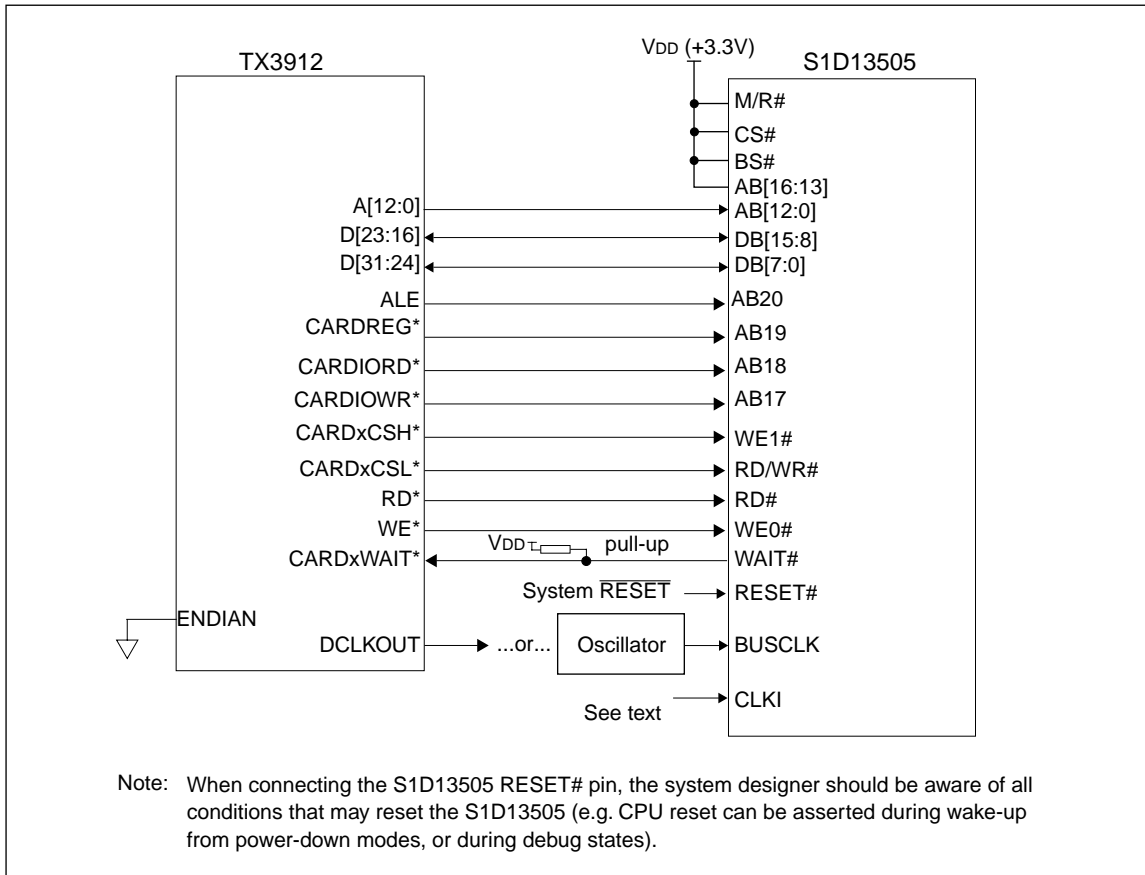 VDD (+3.3V)
TX3912
S1D13505
M/R#
CS#
BS#
AB[16:13]
A[12:0]
AB[12:0]
D[23:16]
DB[15:8]
D[31:24]
DB[7:0]
ALE
AB20
CARDREG*
AB19
CARDIORD*
AB18
CARDIOWR*
AB17
CARDxCSH*
WE1#
CARDxCSL*
RD/WR#
RD*
RD#
WE*
WE0#
VDD
pull-up
CARDxWAIT*
WAIT#
System RESET
RESET#
ENDIAN
DCLKOUT
...or...
Oscillator
BUSCLK
See text
CLKI
Note: When connecting the S1D13505 RESET# pin, the system designer should be aware of all
conditions that may reset the S1D13505 (e.g. CPU reset can be asserted during wake-up
from power-down modes, or during debug states).